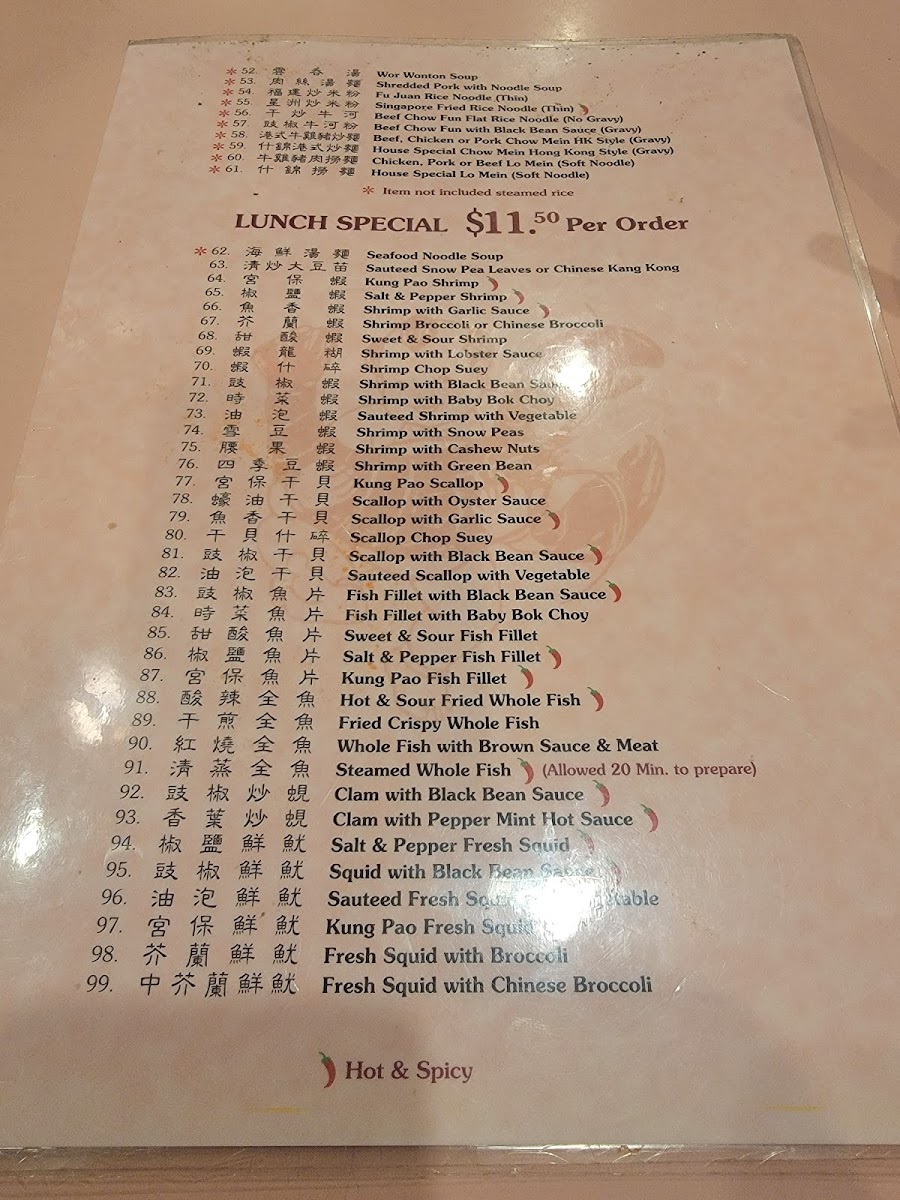 * 52. 雲吞湯 Wor Wonton Soup
* 53. 肉絲湯麵 Shredded Pork with Noodle Soup
* 54. 福建炒米粉 Fu Juan Rice Noodle (Thin)
* 55. 星洲炒米粉 Singapore Fried Rice Noodle (Thin)
* 56. 干炒牛河 Beef Chow Fun Flat Rice Noodle (No Gravy)
* 57. 豉椒牛河粉 Beef Chow Fun with Black Bean Sauce (Gravy)
* 58. 港式牛雞豬炒麵 Beef, Chicken or Pork Chow Mein HK Style (Gravy)
* 59. 什錦港式炒麵 House Special Chow Mein Hong Kong Style (Gravy)
* 60. 牛雞豬肉撈麵 Chicken, Pork or Beef Lo Mein (Soft Noodle)
* 61. 什錦撈麵 House Special Lo Mein (Soft Noodle)
* Item not included steamed rice
LUNCH SPECIAL $11.50 Per Order
* 62. 海鮮湯麵 Seafood Noodle Soup
63. 清炒大豆苗 Sauteed Snow Pea Leaves or Chinese Kang Kong
64. 宮保蝦 Kung Pao Shrimp
65. 椒鹽蝦 Salt & Pepper Shrimp
66. 魚香蝦 Shrimp with Garlic Sauce
67. 芥蘭蝦 Shrimp Broccoli or Chinese Broccoli
68. 甜酸蝦 Sweet & Sour Shrimp
69. 蝦龍糊 Shrimp with Lobster Sauce
70. 蝦什碎 Shrimp Chop Suey
71. 豉椒蝦 Shrimp with Black Bean Sauce
72. 時菜蝦 Shrimp with Baby Bok Choy
73. 油泡蝦 Sauteed Shrimp with Vegetable
74. 雪豆蝦 Shrimp with Snow Peas
75. 腰果蝦 Shrimp with Cashew Nuts
76. 四季豆蝦 Shrimp with Green Bean
77. 宮保干貝 Kung Pao Scallop
78. 蠔油干貝 Scallop with Oyster Sauce
79. 魚香干貝 Scallop with Garlic Sauce
80. 干貝什碎 Scallop Chop Suey
81. 豉椒干貝 Scallop with Black Bean Sauce
82. 油泡干貝 Sauteed Scallop with Vegetable
83. 豉椒魚片 Fish Fillet with Black Bean Sauce
84. 時菜魚片 Fish Fillet with Baby Bok Choy
85. 甜酸魚片 Sweet & Sour Fish Fillet
86. 椒鹽魚片 Salt & Pepper Fish Fillet
87. 宮保魚片 Kung Pao Fish Fillet
88. 酸辣全魚 Hot & Sour Fried Whole Fish
89. 干煎全魚 Fried Crispy Whole Fish
90. 紅燒全魚 Whole Fish with Brown Sauce & Meat
91. 清蒸全魚 Steamed Whole Fish (Allowed 20 Min. to prepare)
92. 豉椒炒蜆 Clam with Black Bean Sauce
93. 香葉炒蜆 Clam with Pepper Mint Hot Sauce
94. 椒鹽鮮魷 Salt & Pepper Fresh Squid
95. 豉椒鮮魷 Squid with Black Bean Sauce
96. 油泡鮮魷 Sauteed Fresh Squid Vegetable
97. 宮保鮮魷 Kung Pao Fresh Squid
98. 芥蘭鮮魷 Fresh Squid with Broccoli
99. 中芥蘭鮮魷 Fresh Squid with Chinese Broccoli
Hot & Spicy